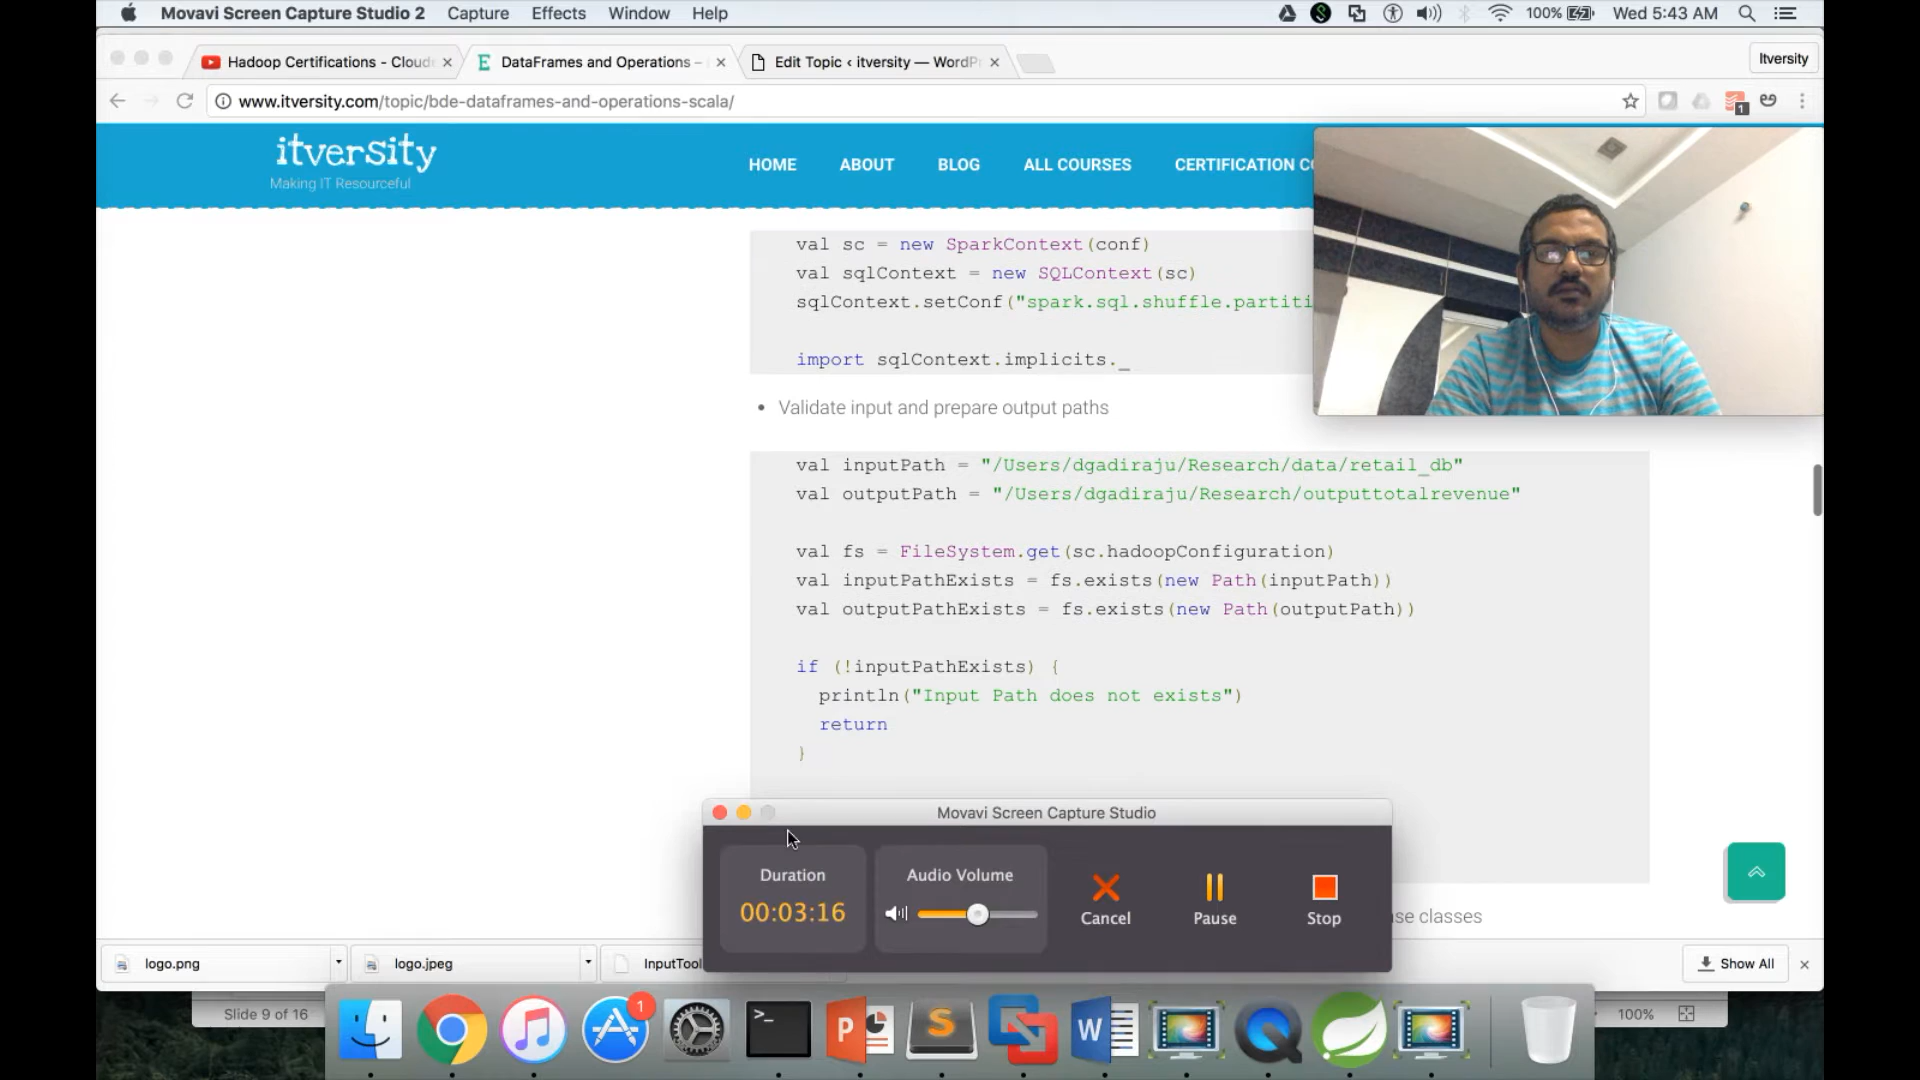 Movavi Screen Capture Studio 2 Capture Effects Window Help
100% Wed 5:43 AM
Hadoop Certifications - Cloud
DataFrames and Operations –
Edit Topic ‹ itversity — WordP
Itversity
www.itversity.com/topic/bde-dataframes-and-operations-scala/
1
itversity
Making IT Resourceful
HOME ABOUT BLOG ALL COURSES CERTIFICATION CO
val sc = new SparkContext(conf)
val sqlContext = new SQLContext(sc)
sqlContext.setConf("spark.sql.shuffle.partiti
import sqlContext.implicits._
• Validate input and prepare output paths
val inputPath = "/Users/dgadiraju/Research/data/retail_db"
val outputPath = "/Users/dgadiraju/Research/outputtotalrevenue"
val fs = FileSystem.get(sc.hadoopConfiguration)
val inputPathExists = fs.exists(new Path(inputPath))
val outputPathExists = fs.exists(new Path(outputPath))
if (!inputPathExists) {
println("Input Path does not exists")
return
}
Movavi Screen Capture Studio
Duration
00:03:16
Audio Volume
Cancel
Pause
Stop
se classes
logo.png
logo.jpeg
InputTool
Show All
Slide 9 of 16
100%
1
>_
P
S
W